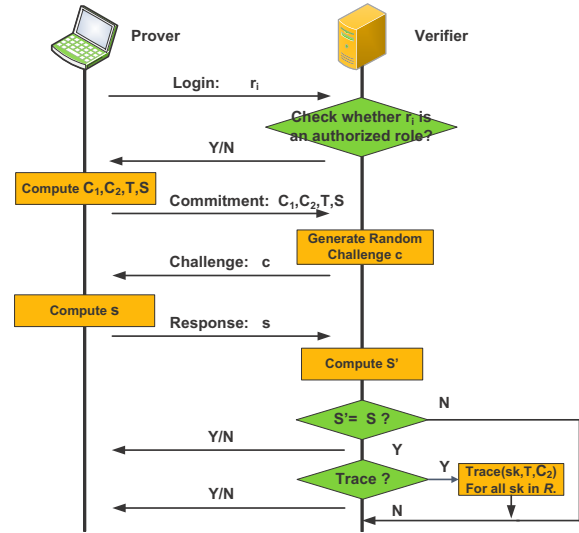 Prover
Verifier
Login: rᵢ
Check whether rᵢ is
an authorized role?
Y/N
Compute C₁,C₂,T,S
Commitment: C₁,C₂,T,S
Generate Random
Challenge c
Challenge: c
Compute s
Response: s
Compute S'
S'= S ?
N
Y/N
Y
Trace ?
Y
Trace(sk,T,C₂)
For all sk in R.
Y/N
N